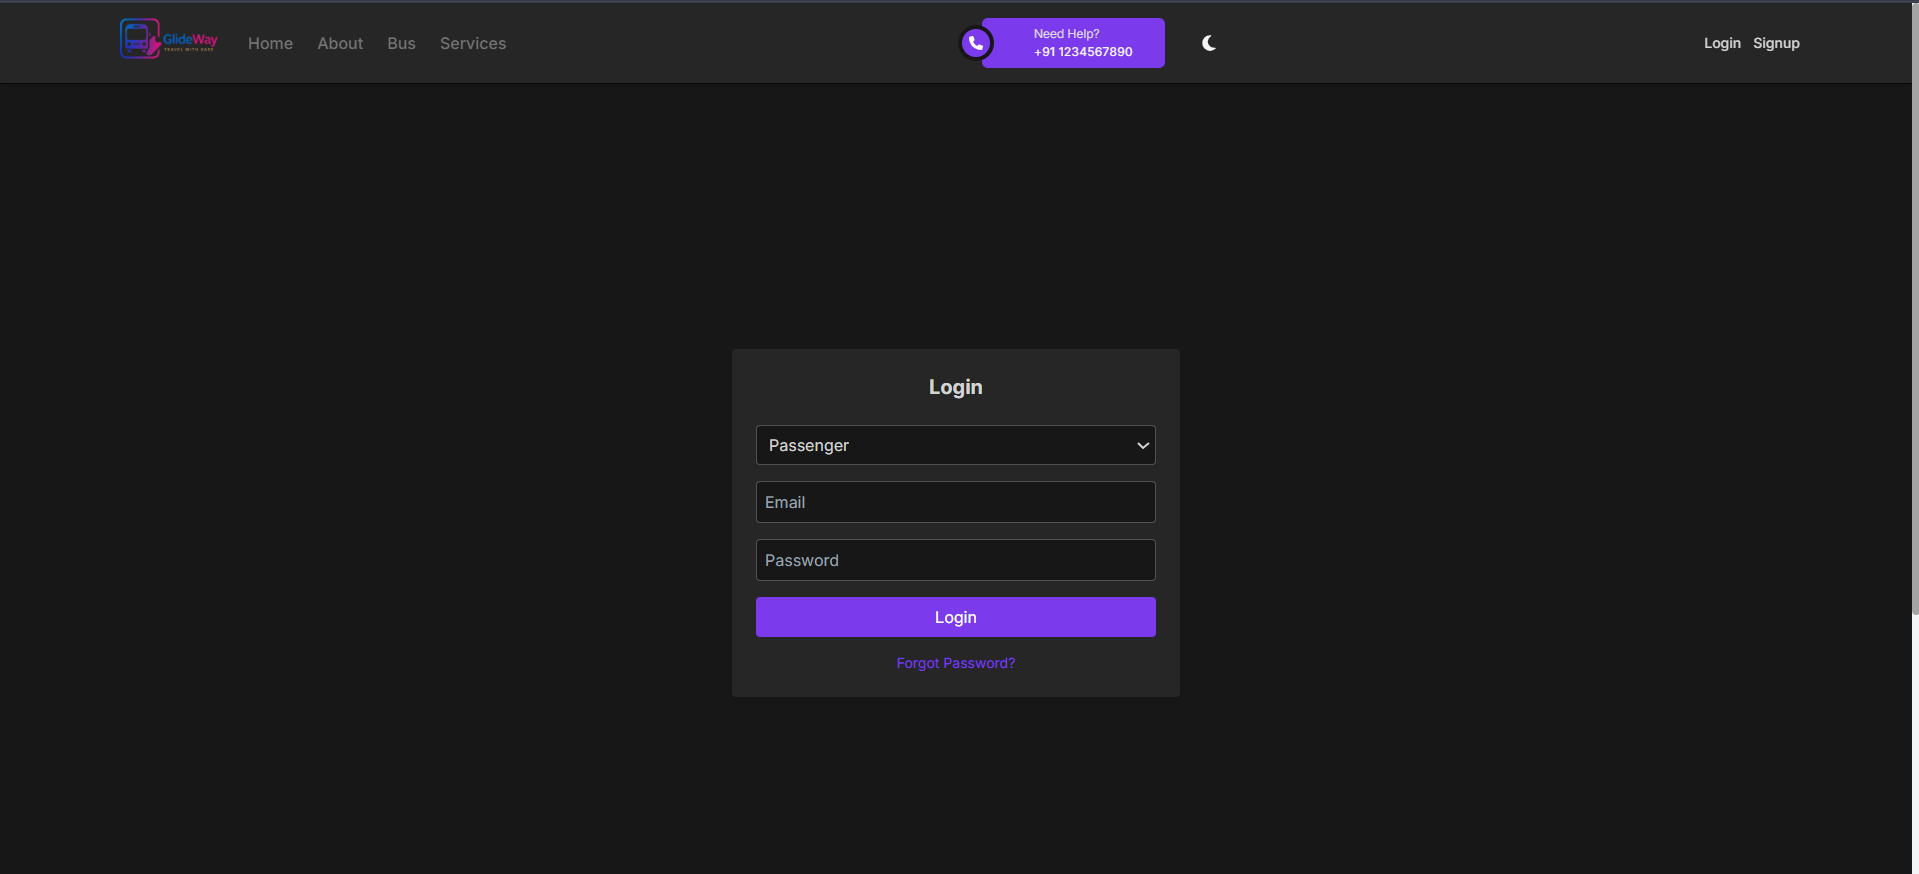 GlideWay
TRAVEL WITH EASE
Home
About
Bus
Services
Need Help?
+91 1234567890
Login
Signup
Login
Passenger
Email
Password
Login
Forgot Password?